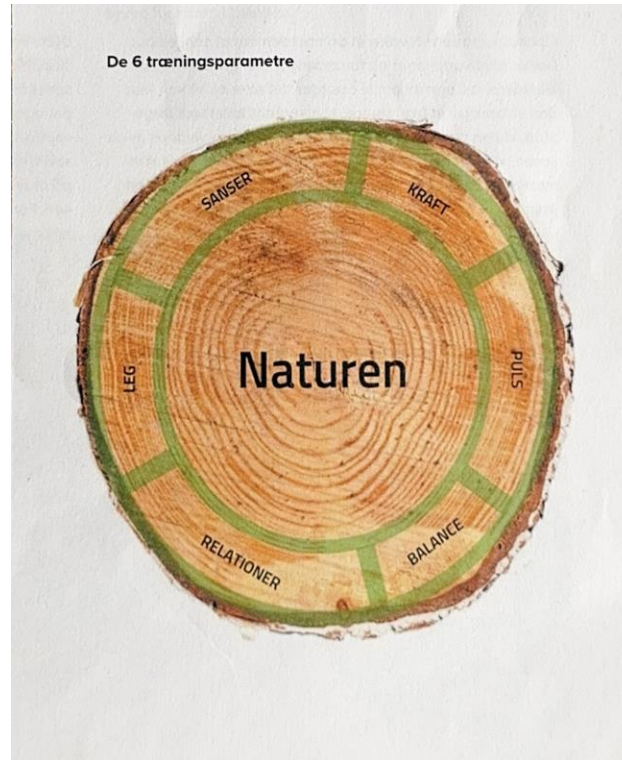 De 6 træningsparametre
SANSER
KRAFT
LEG
Naturen
PULS
RELATIONER
BALANCE